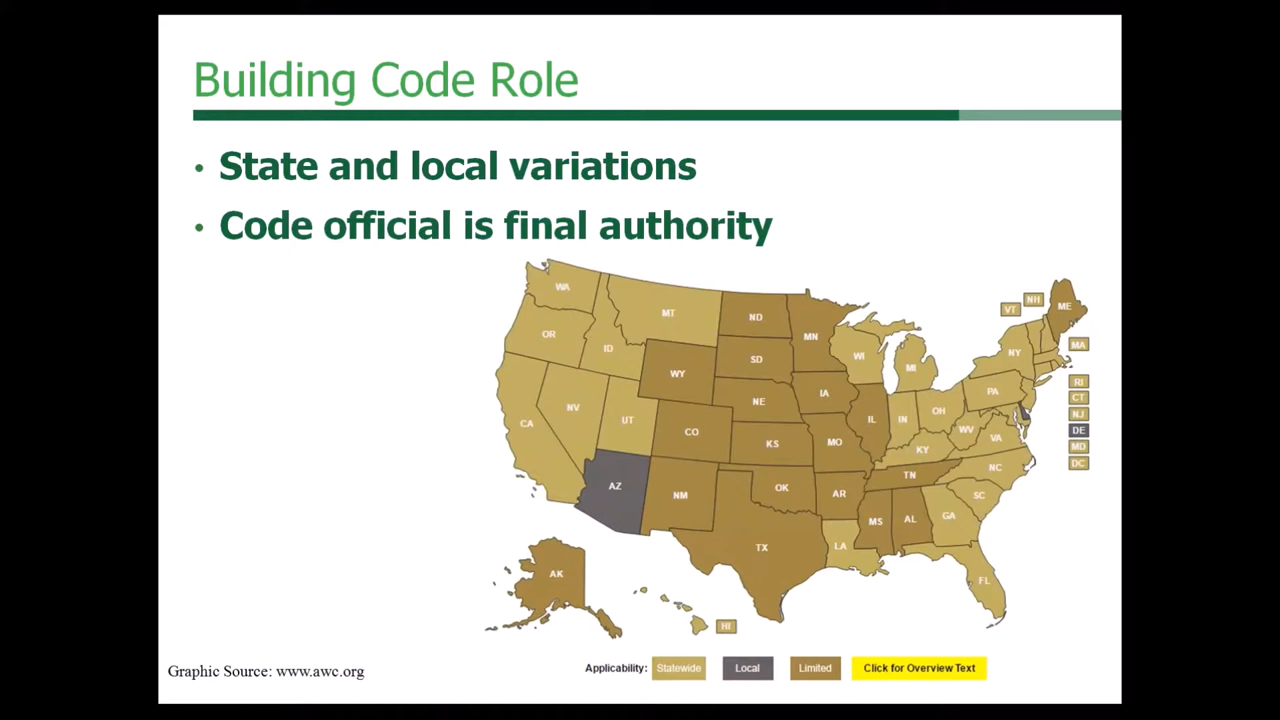 Building Code Role
• State and local variations
• Code official is final authority
WA
MT
ND
MN
ME
VT
NH
OR
ID
WY
SD
WI
MI
NY
MA
CA
NV
UT
CO
NE
IA
IL
IN
OH
PA
RI
CT
NJ
DE
MD
DC
KS
MO
KY
WV
VA
AZ
NM
OK
AR
TN
NC
SC
TX
LA
MS
AL
GA
FL
AK
HI
Graphic Source: www.awc.org
Applicability: Statewide Local Limited Click for Overview Text